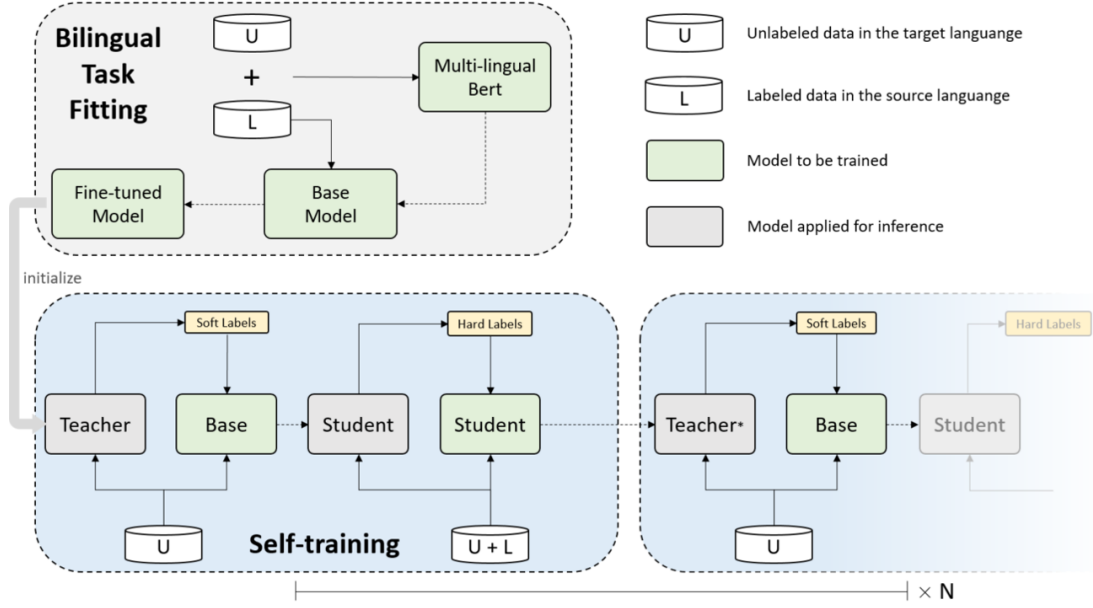 Bilingual
Task
Fitting
U
+
L
Multi-lingual
Bert
Fine-tuned
Model
Base
Model
U
Unlabeled data in the target languange
L
Labeled data in the source languange
Model to be trained
Model applied for inference
initialize
Soft Labels
Hard Labels
Teacher
Base
Student
Student
U
Self-training
U + L
Soft Labels
Hard Labels
Teacher*
Base
Student
U
× N